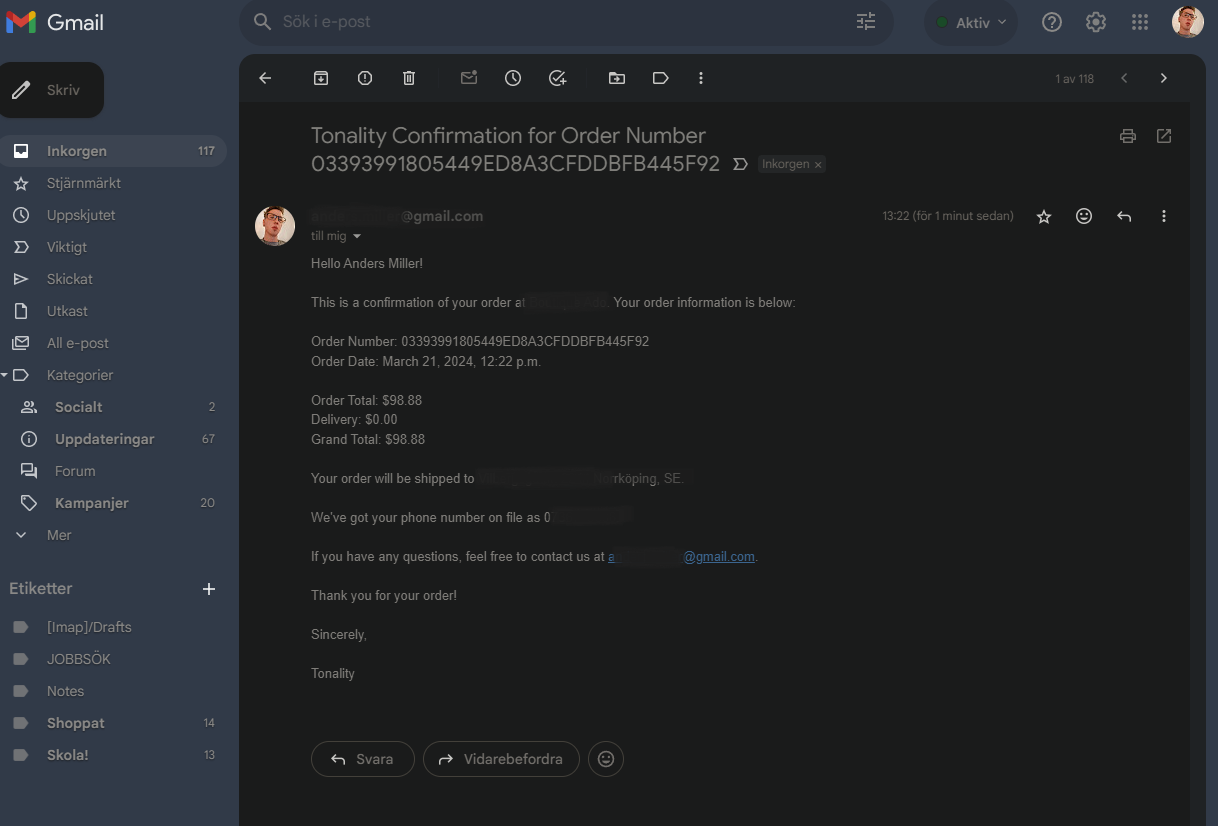 Gmail
Sök i e-post
Aktiv
Skriv
1 av 118
Inkorgen 117
Stjärnmärkt
Uppskjutet
Viktigt
Skickat
Utkast
All e-post
Kategorier
Socialt 2
Uppdateringar 67
Forum
Kampanjer 20
Mer
Etiketter
[Imap]/Drafts
JOBBSÖK
Notes
Shoppat 14
Skola! 13
Tonality Confirmation for Order Number
03393991805449ED8A3CFDDBFB445F92 Inkorgen
@gmail.com 13:22 (för 1 minut sedan)
till mig
Hello Anders Miller!
This is a confirmation of your order at . Your order information is below:
Order Number: 03393991805449ED8A3CFDDBFB445F92
Order Date: March 21, 2024, 12:22 p.m.
Order Total: $98.88
Delivery: $0.00
Grand Total: $98.88
Your order will be shipped to rköping, SE.
We've got your phone number on file as 0
If you have any questions, feel free to contact us at a @gmail.com.
Thank you for your order!
Sincerely,
Tonality
Svara
Vidarebefordra